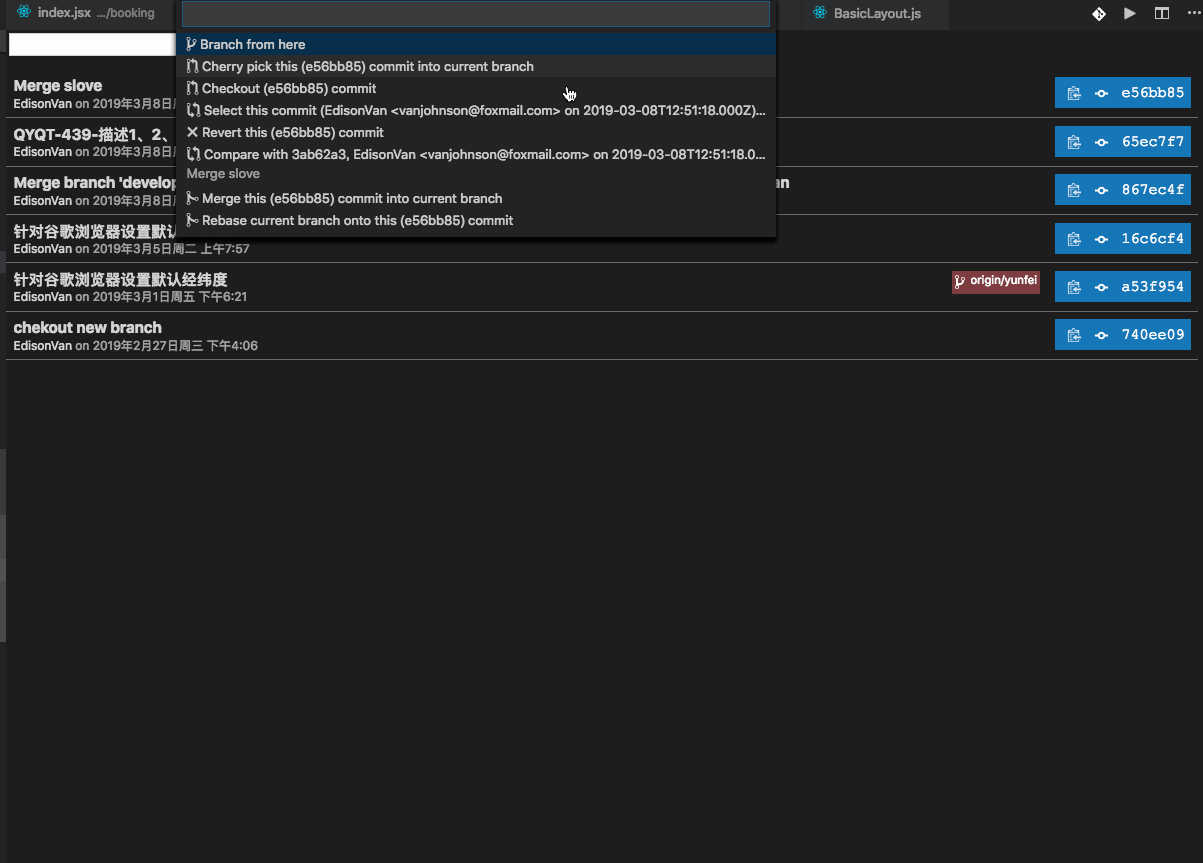 index.jsx .../booking
BasicLayout.js
Branch from here
Cherry pick this (e56bb85) commit into current branch
Checkout (e56bb85) commit
Select this commit (EdisonVan <vanjohnson@foxmail.com> on 2019-03-08T12:51:18.000Z)...
Revert this (e56bb85) commit
Compare with 3ab62a3, EdisonVan <vanjohnson@foxmail.com> on 2019-03-08T12:51:18.0...
Merge slove
Merge this (e56bb85) commit into current branch
Rebase current branch onto this (e56bb85) commit
Merge slove
EdisonVan on 2019年3月8日
e56bb85
QYQT-439-描述1、2、
EdisonVan on 2019年3月8日
65ec7f7
Merge branch 'develop an
EdisonVan on 2019年3月8日
867ec4f
针对谷歌浏览器设置默认
EdisonVan on 2019年3月5日周二 上午7:57
16c6cf4
针对谷歌浏览器设置默认经纬度
EdisonVan on 2019年3月1日周五 下午6:21
origin/yunfei
a53f954
chekout new branch
EdisonVan on 2019年2月27日周三 下午4:06
740ee09